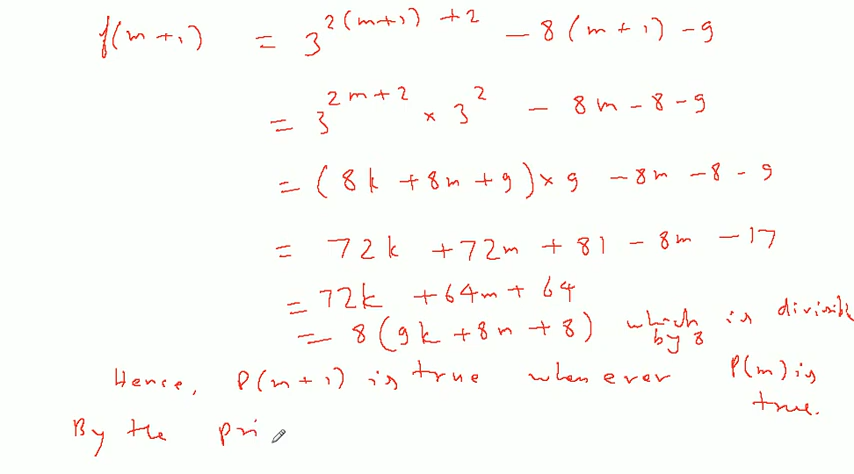 f(m+1) = 3^{2(m+1)+2} - 8(m+1) - 9
= 3^{2m+2} × 3^2 - 8m - 8 - 9
= (8k + 8m + 9) × 9 - 8m - 8 - 9
= 72k + 72m + 81 - 8m - 17
= 72k + 64m + 64
= 8(9k + 8m + 8) which is divisible by 8
Hence, P(m+1) is true whenever P(m) is true.
By the pri